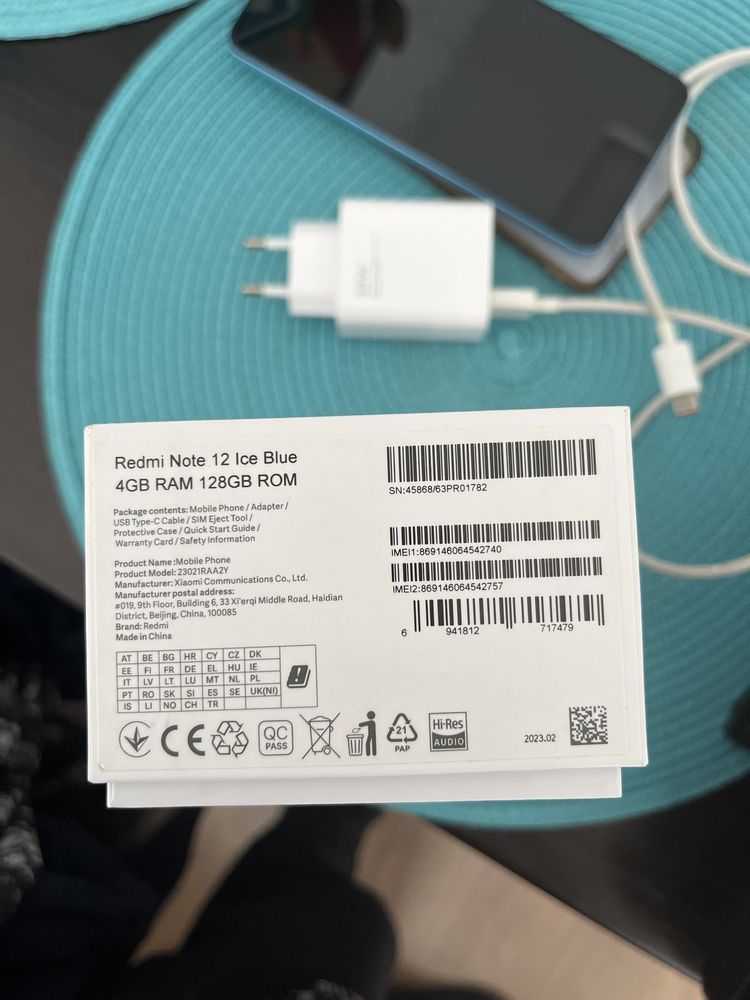 Redmi Note 12 Ice Blue
4GB RAM 128GB ROM
Package contents: Mobile Phone / Adapter /
USB Type-C Cable / SIM Eject Tool /
Protective Case / Quick Start Guide /
Warranty Card / Safety Information
Product Name:Mobile Phone
Product Model:23021RAA2Y
Manufacturer: Xiaomi Communications Co., Ltd.
Manufacturer postal address:
#019, 9th Floor, Building 6, 33 Xi'erqi Middle Road, Haidian
District, Beijing, China, 100085
Brand: Redmi
Made in China
AT BE BG HR CY CZ DK
EE FI FR DE EL HU IE
IT LV LT LU MT NL PL
PT RO SK SI ES SE UK(NI)
IS LI NO CH TR
SN:45868/63PR01782
IMEI1:869146064542740
IMEI2:869146064542757
6 941812 717479
CE
QC
PASS
21
PAP
Hi-Res
AUDIO
2023.02